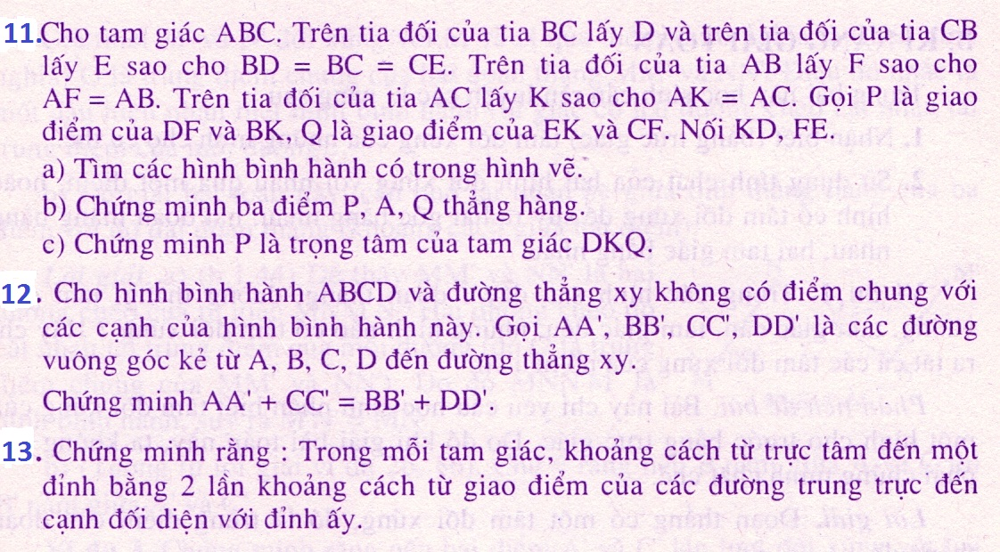 11.Cho tam giác ABC. Trên tia đối của tia BC lấy D và trên tia đối của tia CB
lấy E sao cho BD = BC = CE. Trên tia đối của tia AB lấy F sao cho
AF = AB. Trên tia đối của tia AC lấy K sao cho AK = AC. Gọi P là giao
điểm của DF và BK, Q là giao điểm của EK và CF. Nối KD, FE.
a) Tìm các hình bình hành có trong hình vẽ.
b) Chứng minh ba điểm P, A, Q thẳng hàng.
c) Chứng minh P là trọng tâm của tam giác DKQ.
12. Cho hình bình hành ABCD và đường thẳng xy không có điểm chung với
các cạnh của hình bình hành này. Gọi AA', BB', CC', DD' là các đường
vuông góc kẻ từ A, B, C, D đến đường thẳng xy.
Chứng minh AA' + CC' = BB' + DD'.
13. Chứng minh rằng : Trong mỗi tam giác, khoảng cách từ trực tâm đến một
đỉnh bằng 2 lần khoảng cách từ giao điểm của các đường trung trực đến
cạnh đối diện với đỉnh ấy.